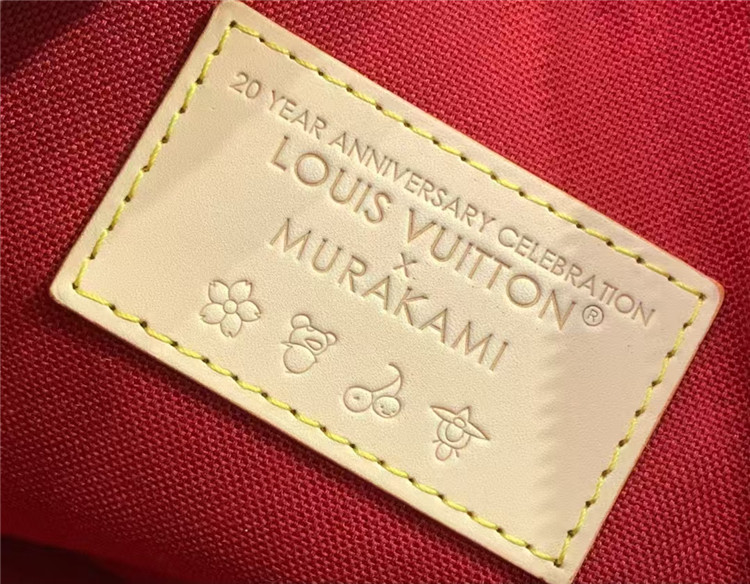 20 YEAR ANNIVERSARY CELEBRATION
LOUIS VUITTON®
X
MURAKAMI